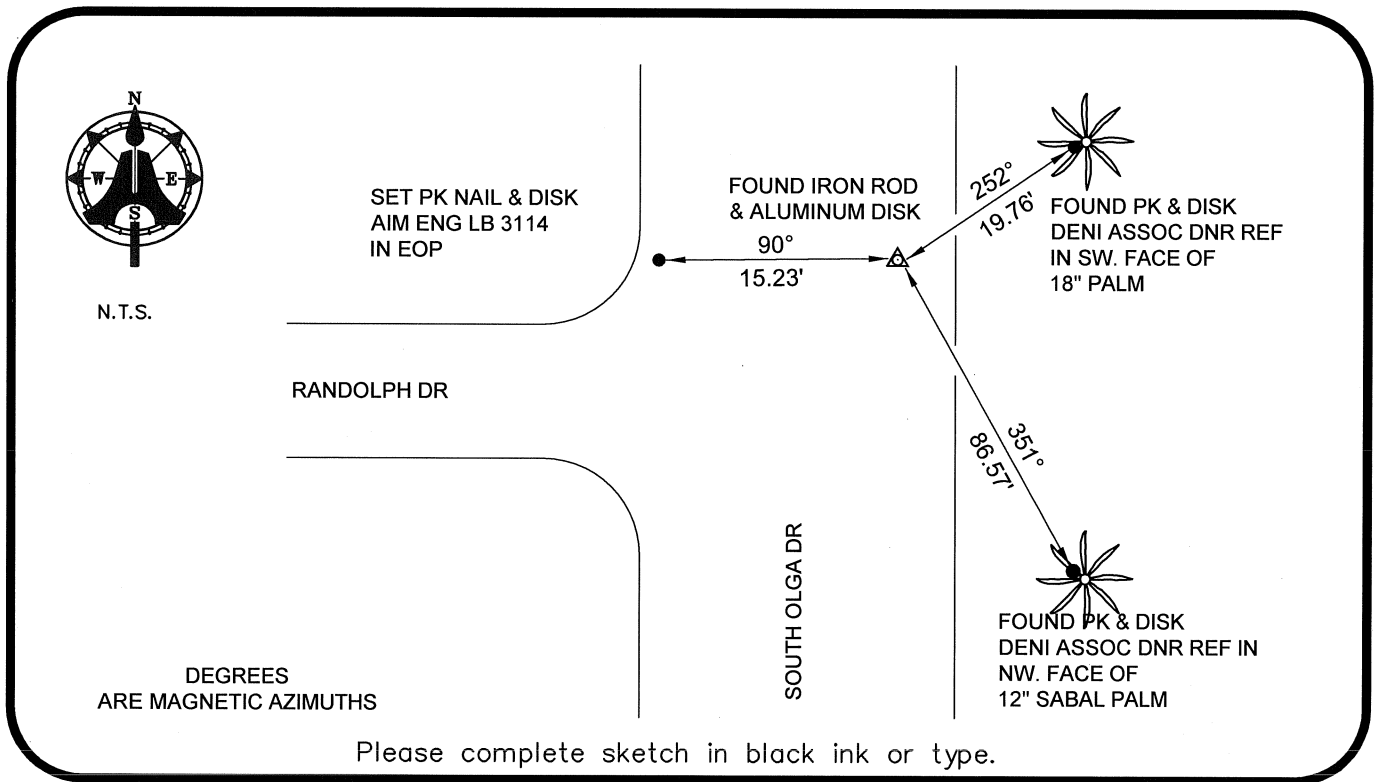 N
W
E
S
N.T.S.
SET PK NAIL & DISK
AIM ENG LB 3114
IN EOP
FOUND IRON ROD
& ALUMINUM DISK
90°
15.23'
252°
19.76'
FOUND PK & DISK
DENI ASSOC DNR REF
IN SW. FACE OF
18" PALM
RANDOLPH DR
351°
86.57'
SOUTH OLGA DR
FOUND PK & DISK
DENI ASSOC DNR REF IN
NW. FACE OF
12" SABAL PALM
DEGREES
ARE MAGNETIC AZIMUTHS
Please complete sketch in black ink or type.